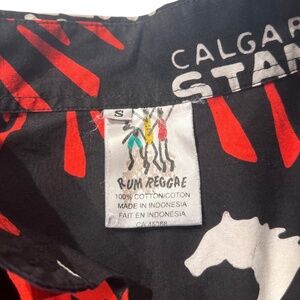 CALGAR
STAM
S
RUM REGGAE
100% COTTON/COTON
MADE IN INDONESIA
FAIT EN INDONESIA